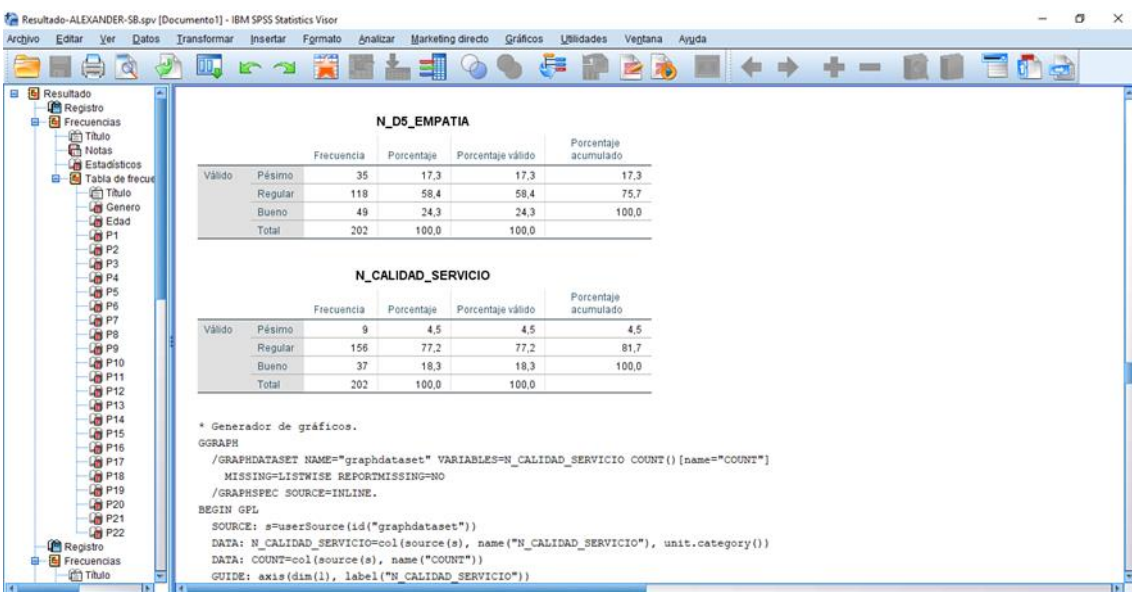 Resultado-ALEXANDER-SB.spv [Documento1] - IBM SPSS Statistics Visor
Archivo Editar Ver Datos Transformar Insertar Formato Analizar Marketing directo Gráficos Utilidades Ventana Ayuda
Resultado
Registro
Frecuencias
Título
Notas
Estadísticos
Tabla de frecue
Título
Genero
Edad
P1
P2
P3
P4
P5
P6
P7
P8
P9
P10
P11
P12
P13
P14
P15
P16
P17
P18
P19
P20
P21
P22
Registro
Frecuencias
Título
N_D5_EMPATIA
Frecuencia Porcentaje Porcentaje válido Porcentaje acumulado
Válido Pésimo 35 17,3 17,3 17,3
Regular 118 58,4 58,4 75,7
Bueno 49 24,3 24,3 100,0
Total 202 100,0 100,0
N_CALIDAD_SERVICIO
Frecuencia Porcentaje Porcentaje válido Porcentaje acumulado
Válido Pésimo 9 4,5 4,5 4,5
Regular 156 77,2 77,2 81,7
Bueno 37 18,3 18,3 100,0
Total 202 100,0 100,0
* Generador de gráficos.
GGRAPH
/GRAPHDATASET NAME="graphdataset" VARIABLES=N_CALIDAD_SERVICIO COUNT()[name="COUNT"]
MISSING=LISTWISE REPORTMISSING=NO
/GRAPHSPEC SOURCE=INLINE.
BEGIN GPL
SOURCE: s=userSource(id("graphdataset"))
DATA: N_CALIDAD_SERVICIO=col(source(s), name("N_CALIDAD_SERVICIO"), unit.category())
DATA: COUNT=col(source(s), name("COUNT"))
GUIDE: axis(dim(1), label("N_CALIDAD_SERVICIO"))